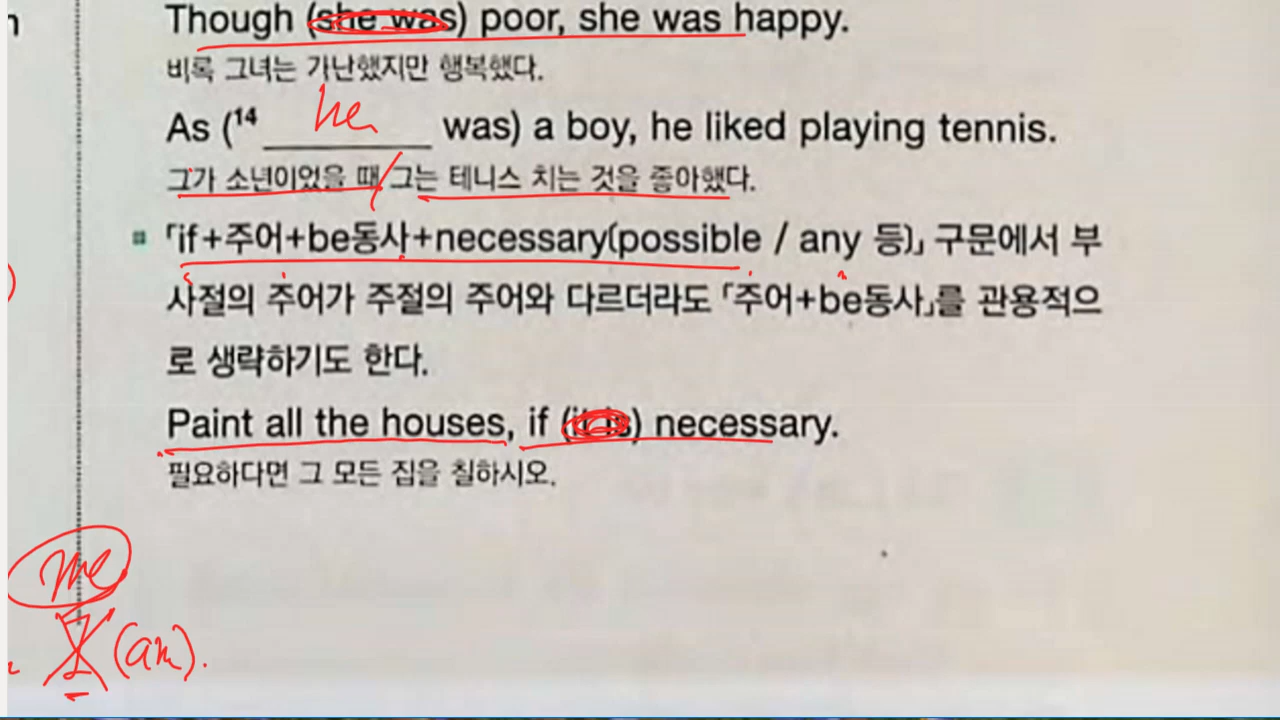 Though (she was) poor, she was happy.
비록 그녀는 가난했지만 행복했다.
As (14 he was) a boy, he liked playing tennis.
그가 소년이었을 때 그는 테니스 치는 것을 좋아했다.
「if+주어+be동사+necessary(possible / any 등)」 구문에서 부
사절의 주어가 주절의 주어와 다르더라도 「주어+be동사」를 관용적으
로 생략하기도 한다.
Paint all the houses, if (it is) necessary.
필요하다면 그 모든 집을 칠하시오.
me
I (am).